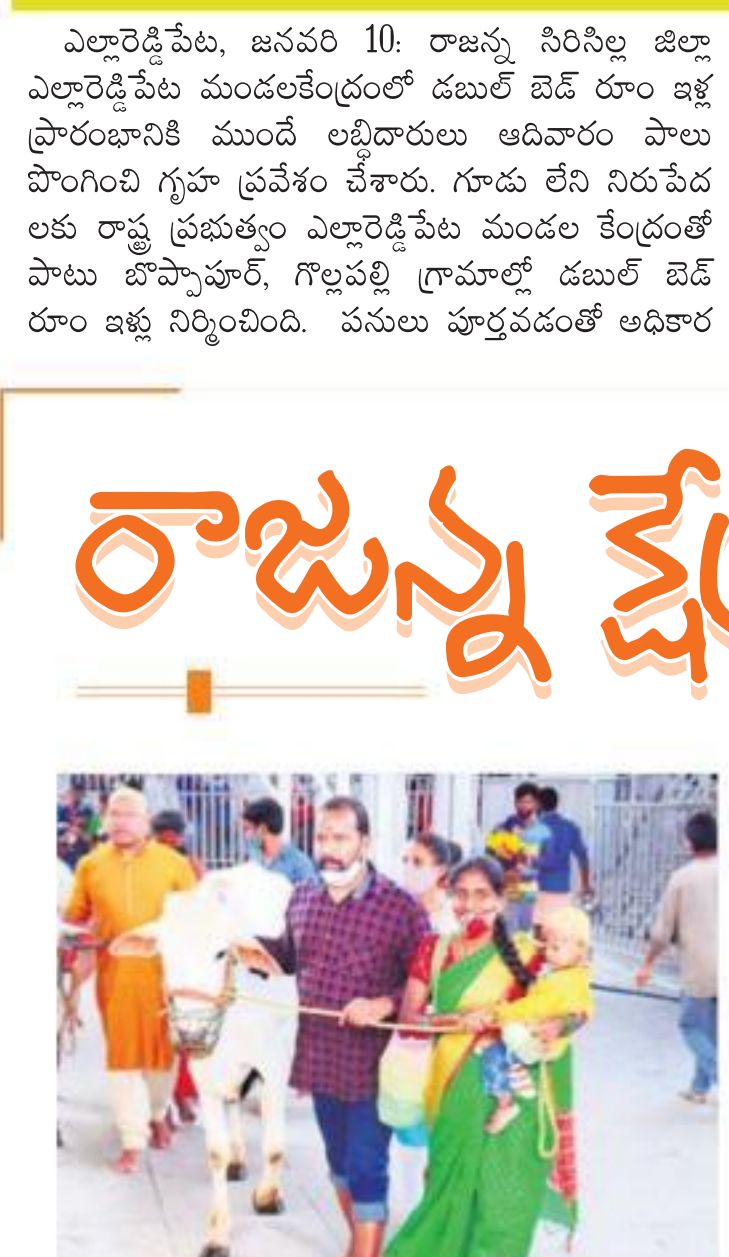 ఎల్లారెడ్డిపేట, జనవరి 10: రాజన్న సిరిసిల్ల జిల్లా
ఎల్లారెడ్డిపేట మండలకేంద్రంలో డబుల్ బెడ్ రూం ఇళ్ల
ప్రారంభానికి ముందే లబ్ధిదారులు ఆదివారం పాలు
పొంగించి గృహ ప్రవేశం చేశారు. గూడు లేని నిరుపేద
లకు రాష్ట్ర ప్రభుత్వం ఎల్లారెడ్డిపేట మండల కేంద్రంతో
పాటు బొప్పాపూర్, గొల్లపల్లి గ్రామాల్లో డబుల్ బెడ్
రూం ఇళ్లు నిర్మించింది. పనులు పూర్తవడంతో అధికార
రాజన్న